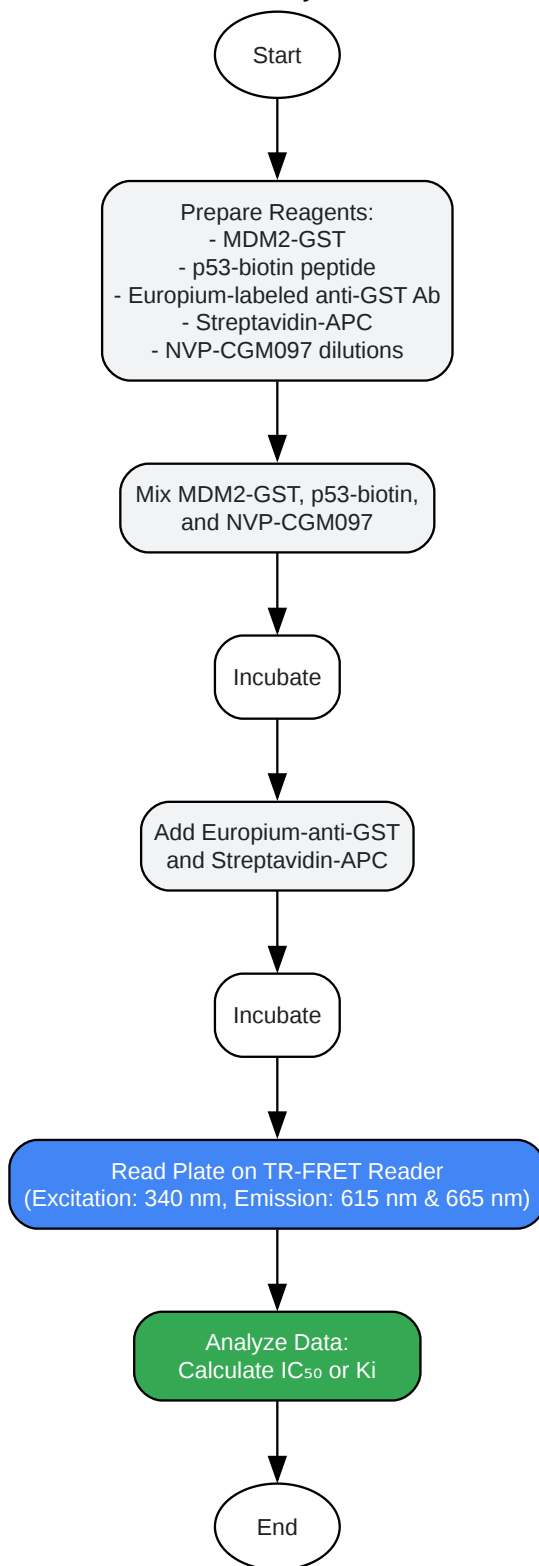 Start
Prepare Reagents:
- MDM2-GST
- p53-biotin peptide
- Europium-labeled anti-GST Ab
- Streptavidin-APC
- NVP-CGM097 dilutions
Mix MDM2-GST, p53-biotin,
and NVP-CGM097
Incubate
Add Europium-anti-GST
and Streptavidin-APC
Incubate
Read Plate on TR-FRET Reader
(Excitation: 340 nm, Emission: 615 nm & 665 nm)
Analyze Data:
Calculate IC₅₀ or Ki
End